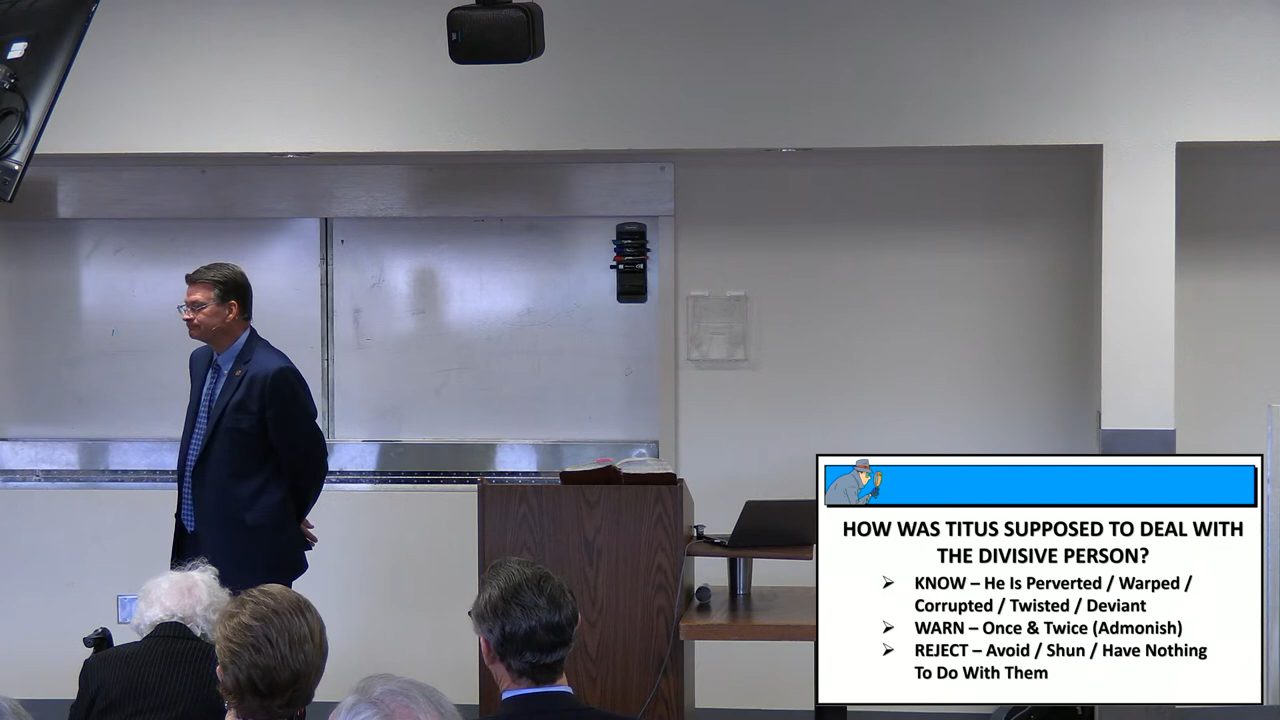 HOW WAS TITUS SUPPOSED TO DEAL WITH
THE DIVISIVE PERSON?
➢ KNOW – He Is Perverted / Warped /
Corrupted / Twisted / Deviant
➢ WARN – Once & Twice (Admonish)
➢ REJECT – Avoid / Shun / Have Nothing
To Do With Them